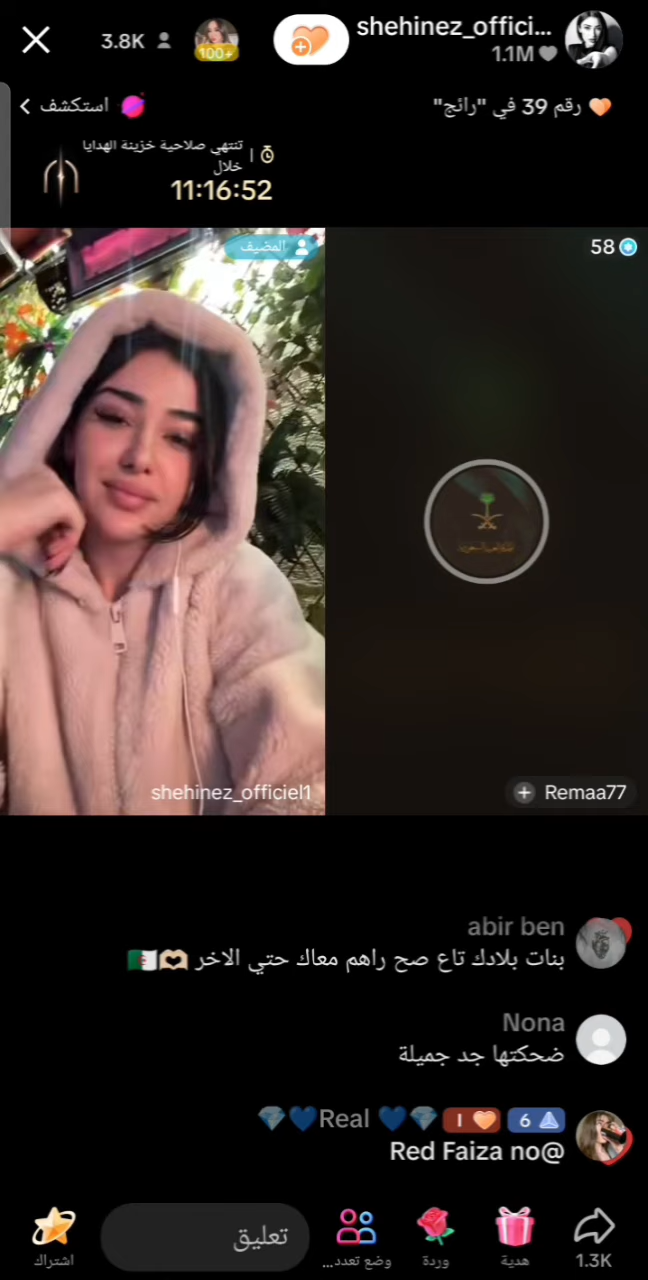 shehinez_offici...
1.1M
3.8K
100+
رقم 39 في "رائج"
استكشف
تنتهي صلاحية خزينة الهدايا
خلال
11:16:52
المضيف
58
shehinez_officiel1
Remaa77
abir ben
بنات بلادك تاع صح راهم معاك حتي الاخر 🫶🏼🇩🇿
Nona
ضحكتها جد جميلة
6 I 💎💙Real 💙💎
@Red Faiza no
تعليق
اشتراك
وضع تعدد...
وردة
هدية
1.3K